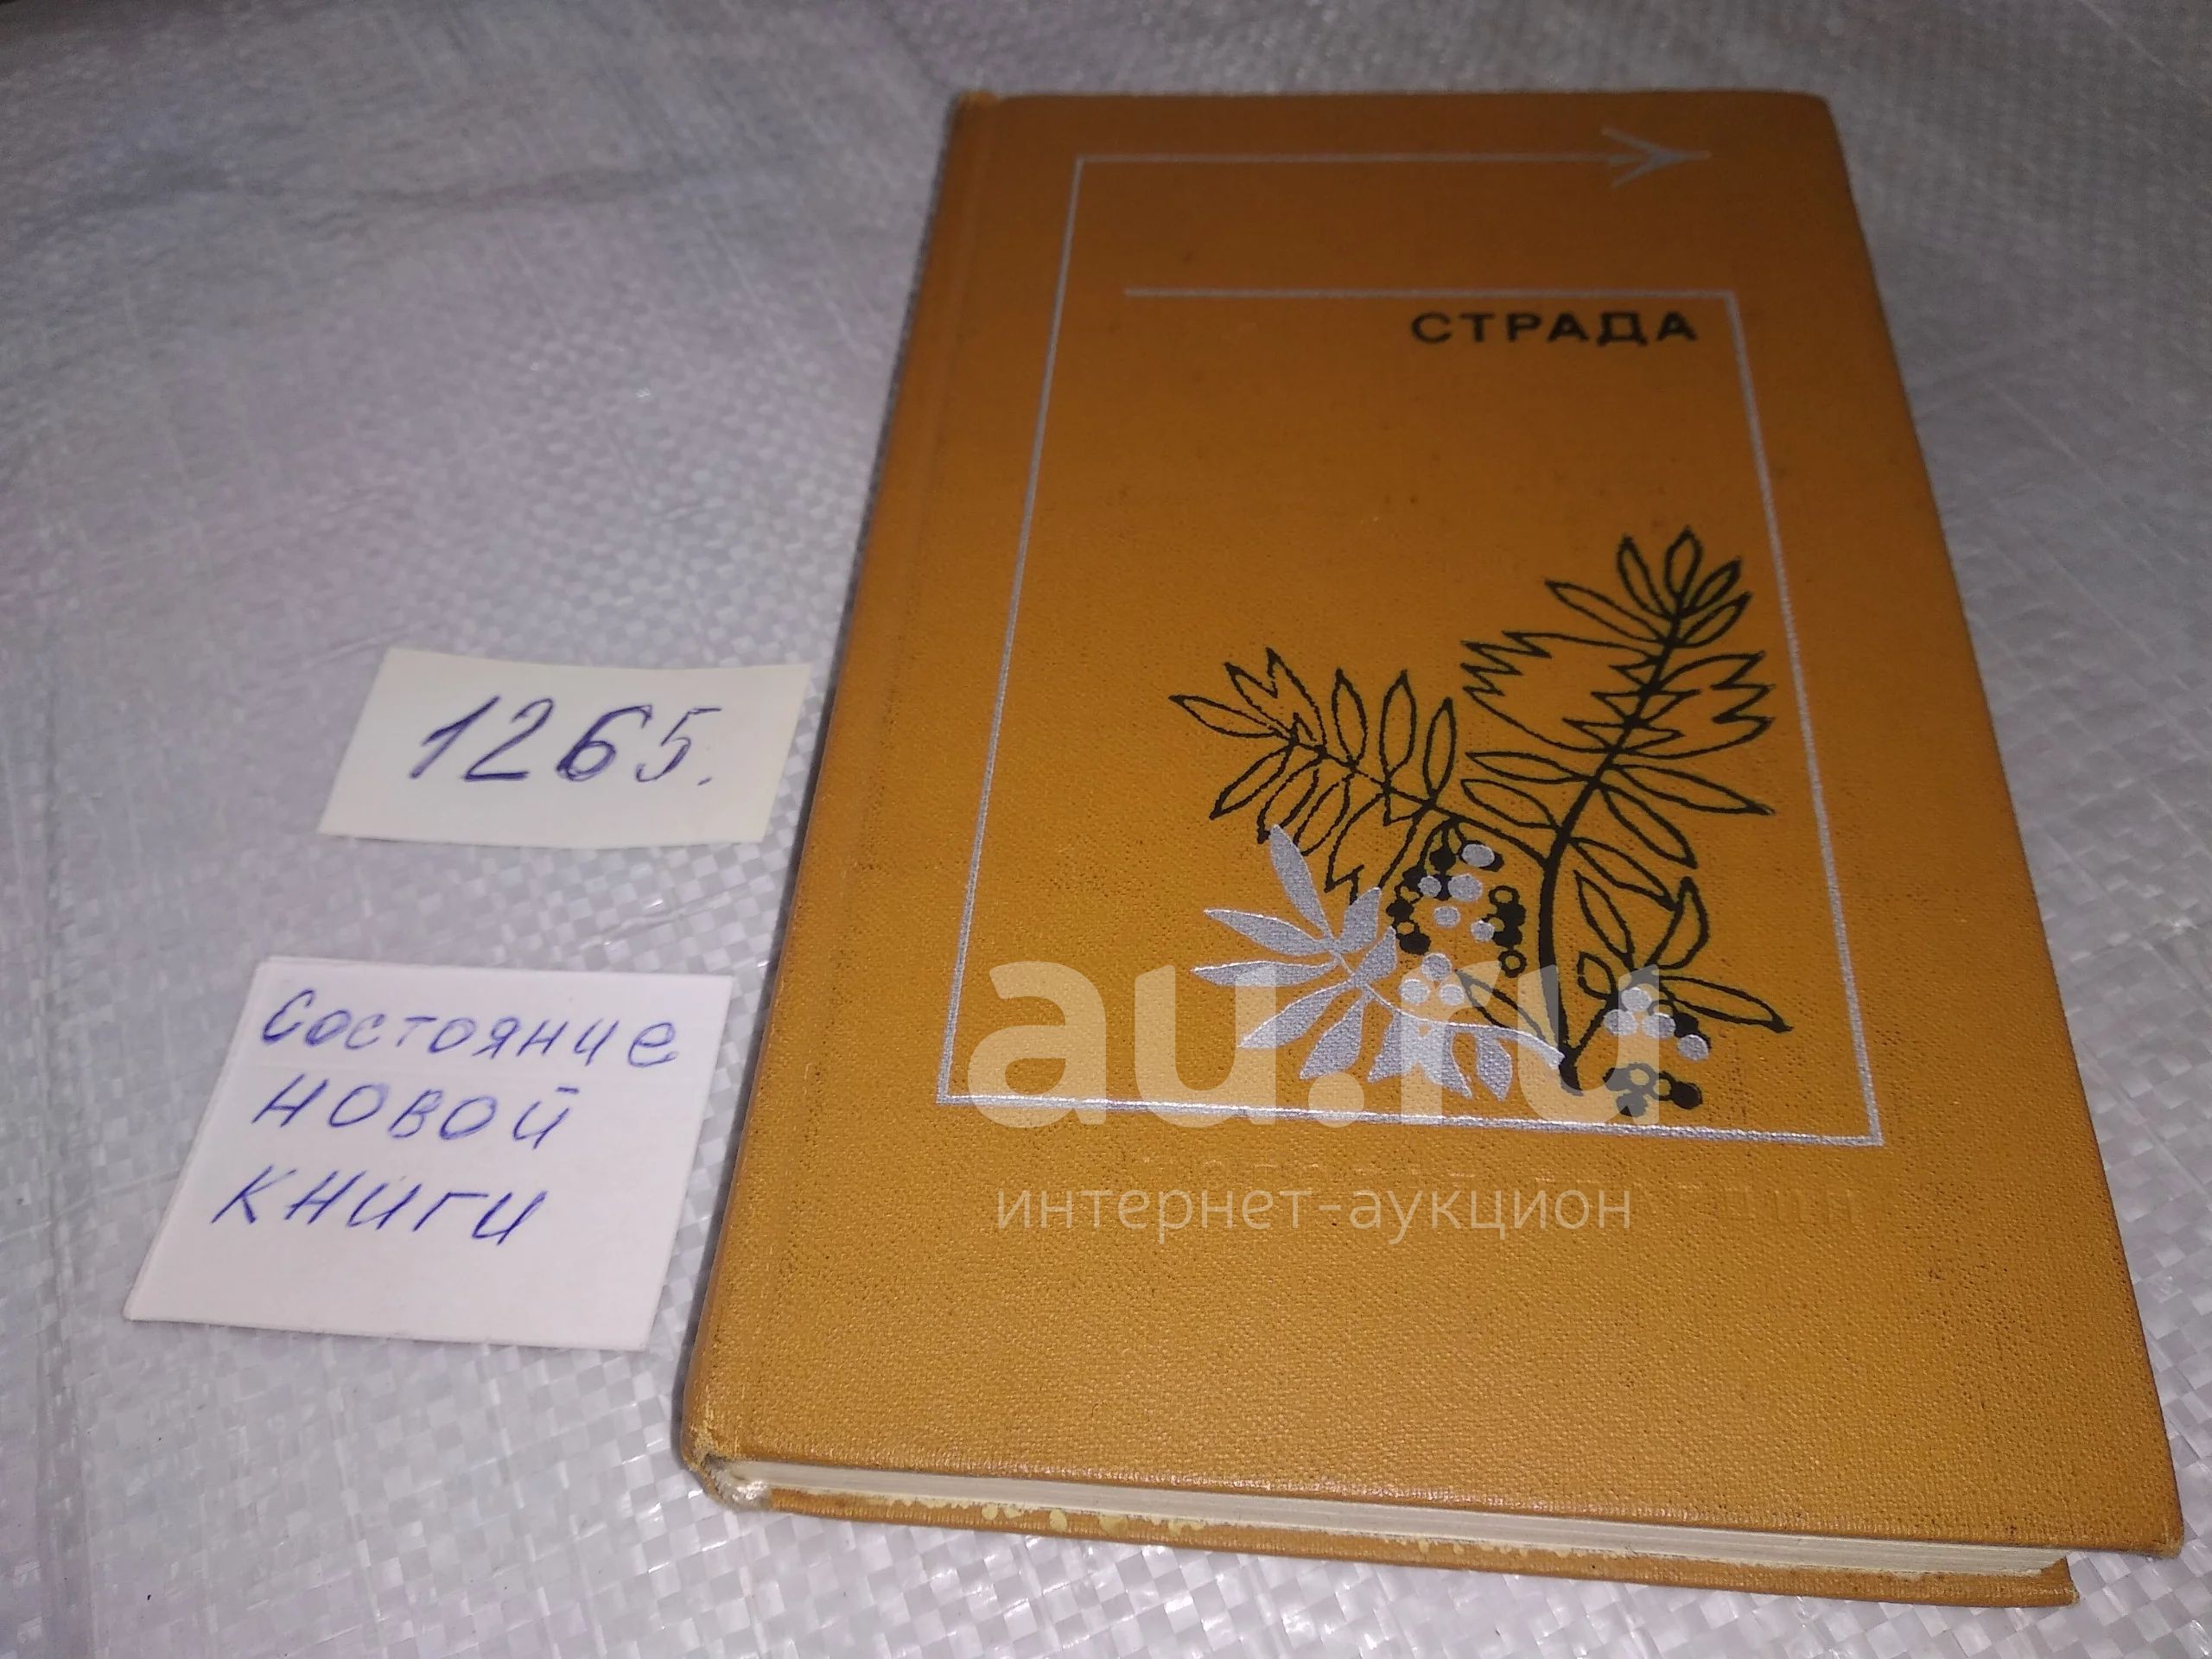 СТРАДА
1265.
Состояние
новой
книги
au.ru
интернет-аукцион